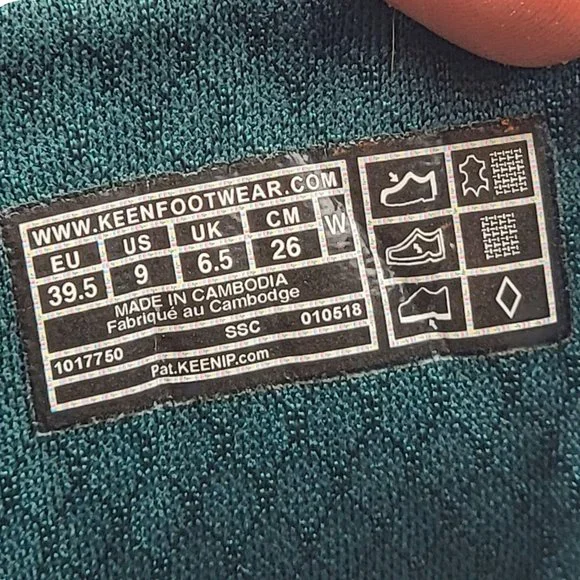 WWW.KEENFOOTWEAR.COM
EU US UK CM W
39.5 9 6.5 26
MADE IN CAMBODIA
Fabriqué au Cambodge
SSC 010518
1017750
Pat.KEENIP.com